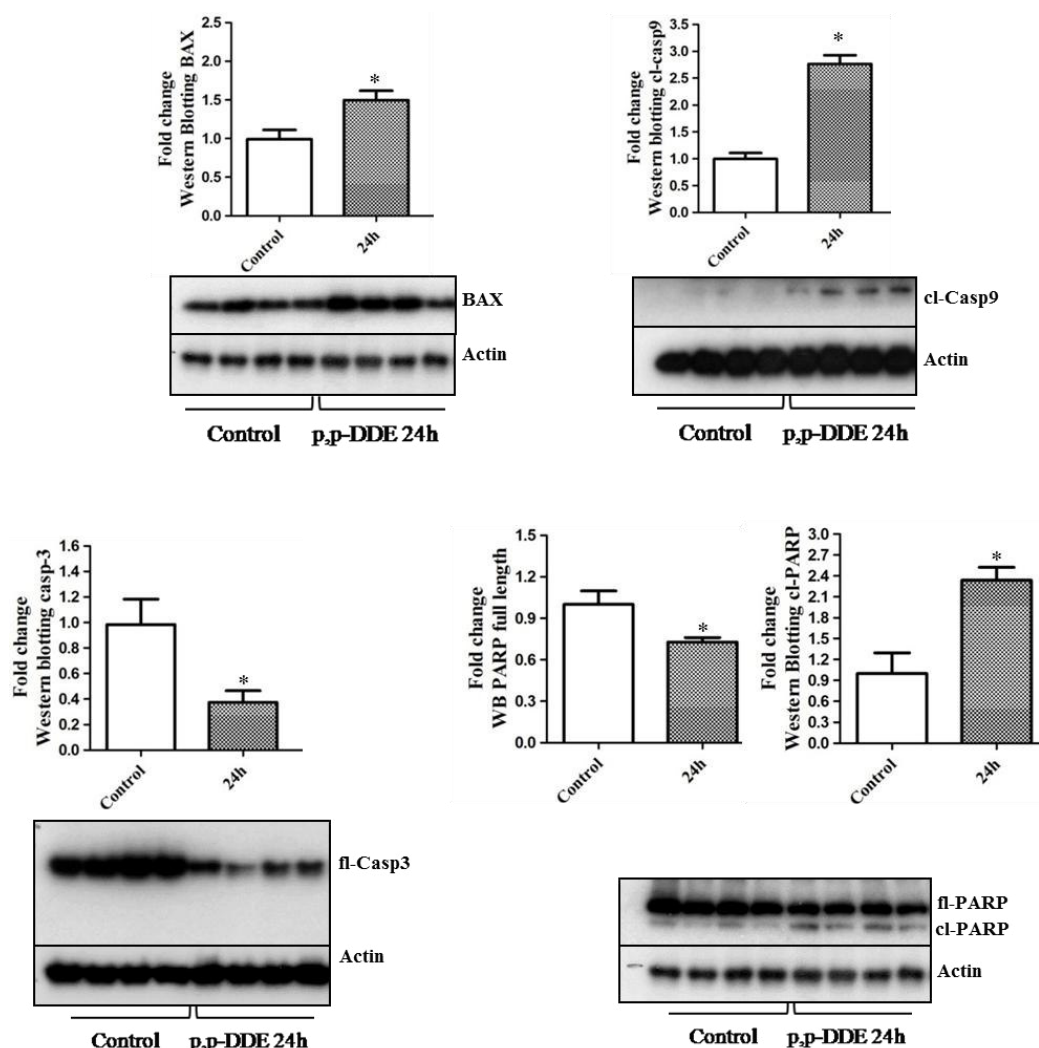 Fold change
Western Blotting BAX
2.5
2.0
1.5
1.0
0.5
0.0
*
Control
24h
BAX
Actin
Control
p,p-DDE 24h
Fold change
Western blotting cl-casp9
3.5
3.0
2.5
2.0
1.5
1.0
0.5
0.0
*
Control
24h
cl-Casp9
Actin
Control
p,p-DDE 24h
Fold change
Western blotting casp-3
1.6
1.4
1.2
1.0
0.8
0.6
0.4
0.2
0.0
*
Control
24h
fl-Casp3
Actin
Control
p,p-DDE 24h
Fold change
WB PARP full length
1.5
1.2
0.9
0.6
0.3
0.0
*
Control
24h
Fold change
Western Blotting cl-PARP
3.0
2.7
2.4
2.1
1.8
1.5
1.2
0.9
0.6
0.3
0.0
*
Control
24h
fl-PARP
cl-PARP
Actin
Control
p,p-DDE 24h